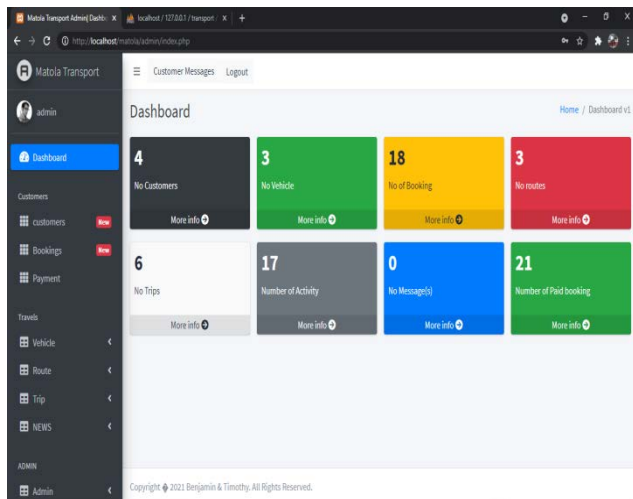 Matola Transport Admin| Dashb
localhost / 127.0.0.1 / transport
http://localhost/matola/admin/index.php
Matola Transport
Customer Messages Logout
admin
Dashboard
Home / Dashboard v1
Dashboard
4
No Customers
More info
3
No Vehicle
More info
18
No of Booking
More info
3
No routes
More info
Customers
customers New
Bookings New
Payment
6
No Trips
More info
17
Number of Activity
More info
0
No Message(s)
More info
21
Number of Paid booking
More info
Travels
Vehicle
Route
Trip
NEWS
ADMIN
Admin
Copyright � 2021 Benjamin & Timothy. All Rights Reserved.